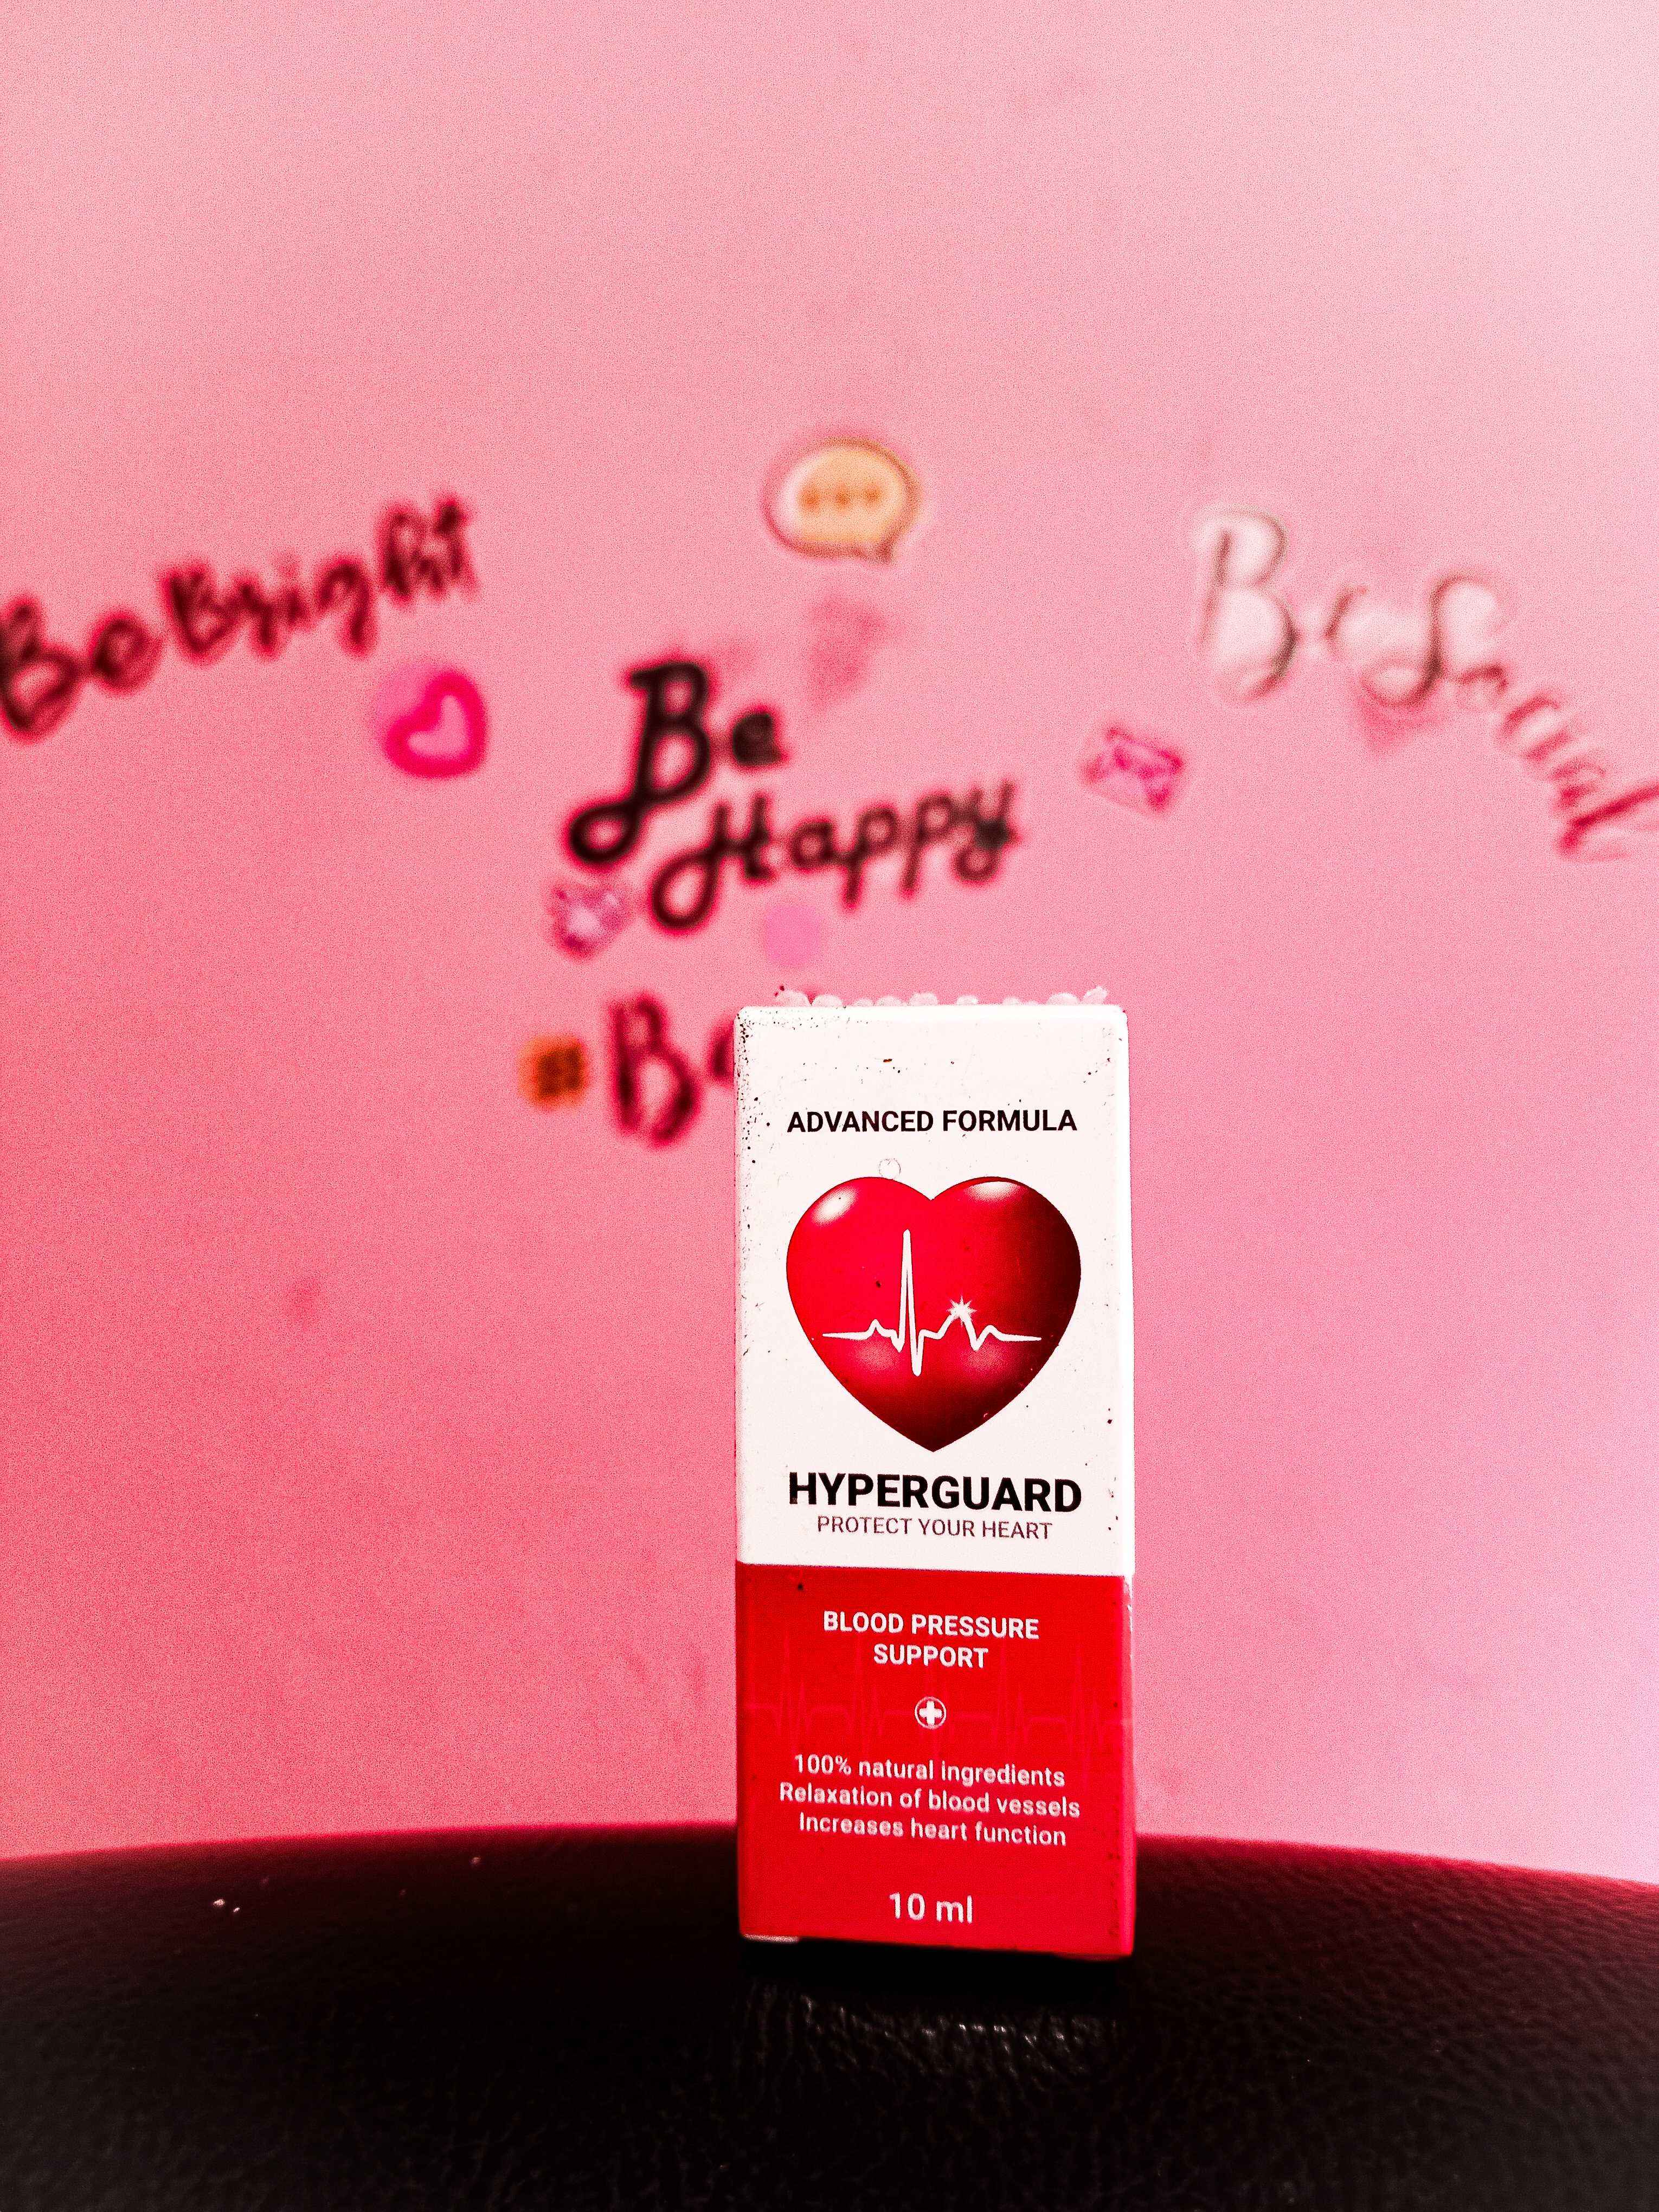 Be Bright
Be Social
Be
Happy
ADVANCED FORMULA
HYPERGUARD
PROTECT YOUR HEART
BLOOD PRESSURE
SUPPORT
100% natural ingredients
Relaxation of blood vessels
Increases heart function
10 ml